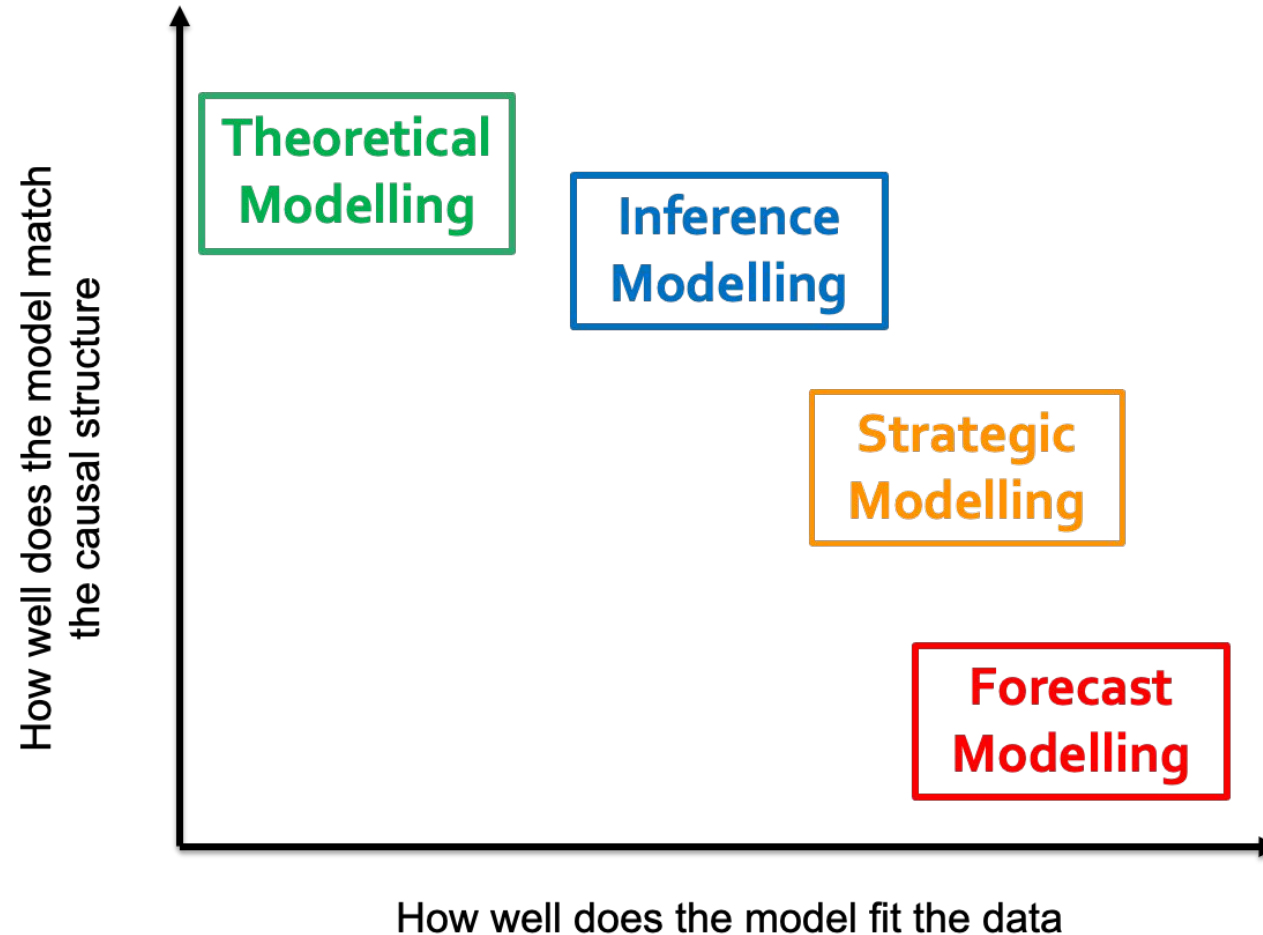 How well does the model match
the causal structure
Theoretical
Modelling
Inference
Modelling
Strategic
Modelling
Forecast
Modelling
How well does the model fit the data